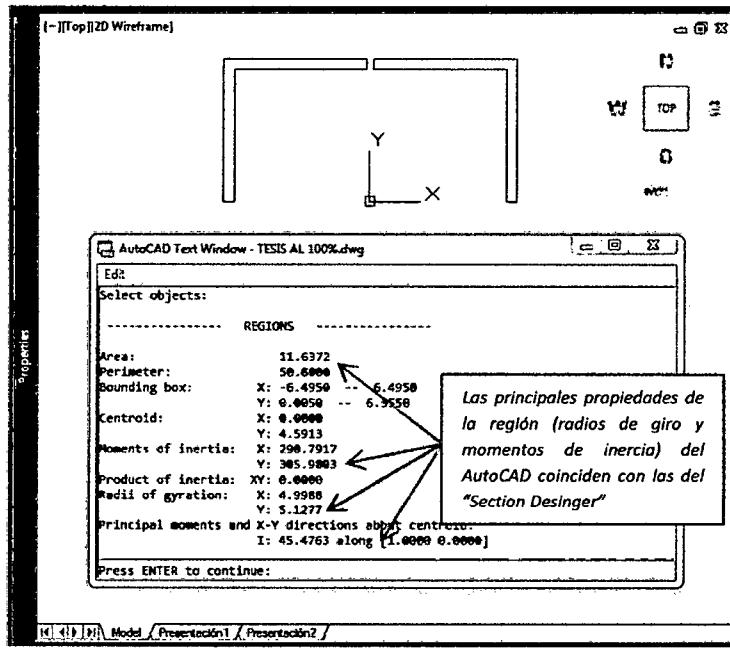 [-][Top][2D Wireframe]
TOP
Y
X
AutoCAD Text Window - TESIS AL 100%.dwg
Edit
Select objects:
---------------- REGIONS ----------------
Area: 11.6372
Perimeter: 50.6000
Bounding box: X: -6.4950 -- 6.4950
Y: 0.0050 -- 6.9550
Centroid: X: 0.0000
Y: 4.5913
Moments of inertia: X: 290.7917
Y: 305.9803
Product of inertia: XY: 0.0000
Radii of gyration: X: 4.9988
Y: 5.1277
Principal moments and X-Y directions about centroid:
I: 45.4763 along [1.0000 0.0000]
Press ENTER to continue:
Las principales propiedades de
la región (radios de giro y
momentos de inercia) del
AutoCAD coinciden con las del
"Section Desinger"
Properties
Model / Presentación1 / Presentación2 /